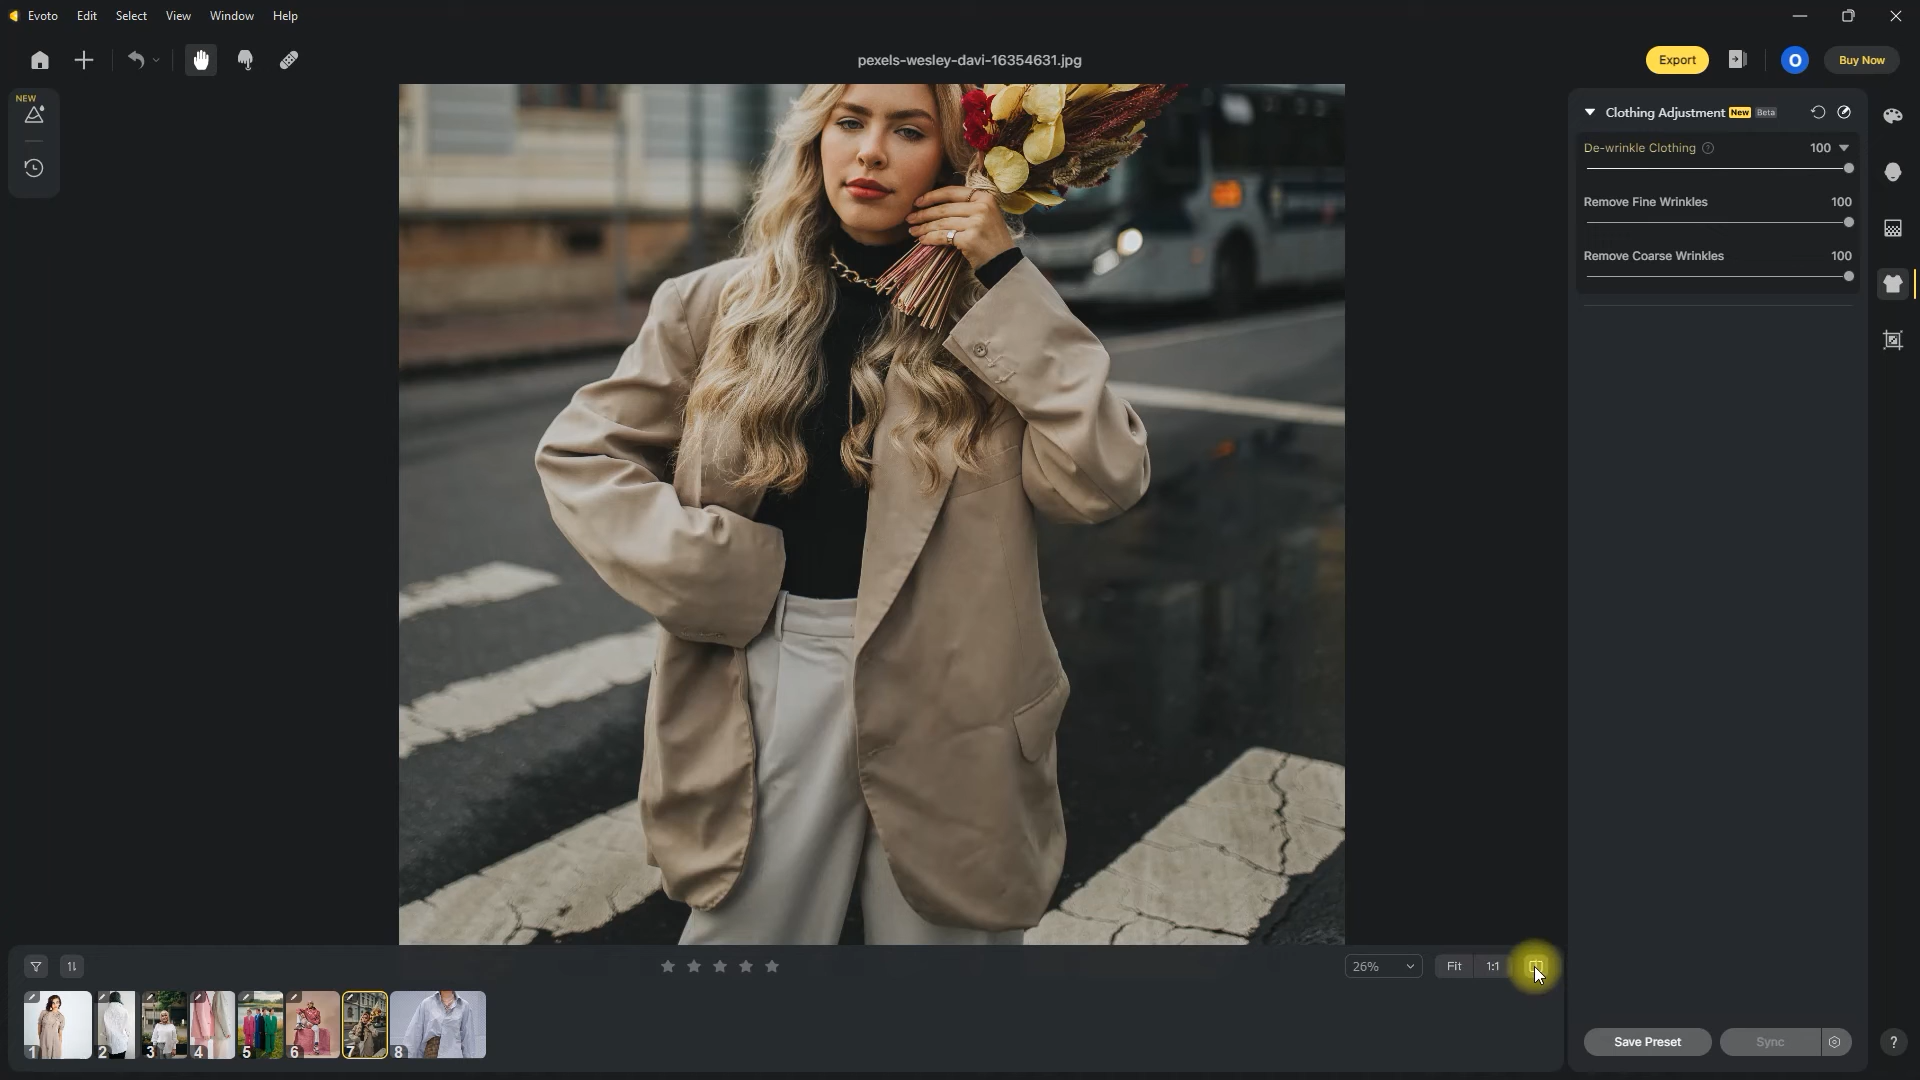 Evoto Edit Select View Window Help
pexels-wesley-davi-16354631.jpg
Export
O
Buy Now
NEW
Clothing Adjustment New Beta
De-wrinkle Clothing ? 100
Remove Fine Wrinkles 100
Remove Coarse Wrinkles 100
26%
Fit
1:1
1
2
3
4
5
6
7
8
Save Preset
Sync
?